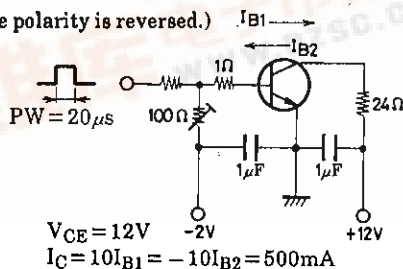 e polarity is reversed.)
IB1
IB2
1Ω
PW=20μs
100Ω
24Ω
1μF
1μF
-2V
+12V
VCE=12V
IC=10IB1=-10IB2=500mA